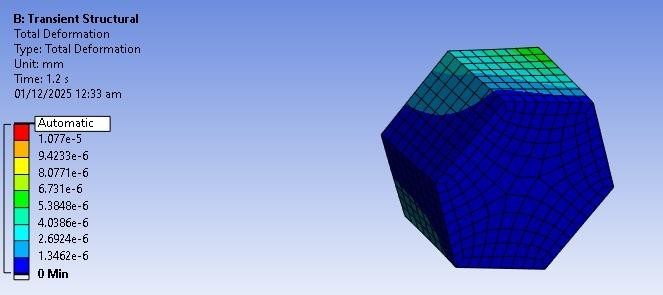 B: Transient Structural
Total Deformation
Type: Total Deformation
Unit: mm
Time: 1.2 s
01/12/2025 12:33 am
Automatic
1.077e-5
9.4233e-6
8.0771e-6
6.731e-6
5.3848e-6
4.0386e-6
2.6924e-6
1.3462e-6
0 Min